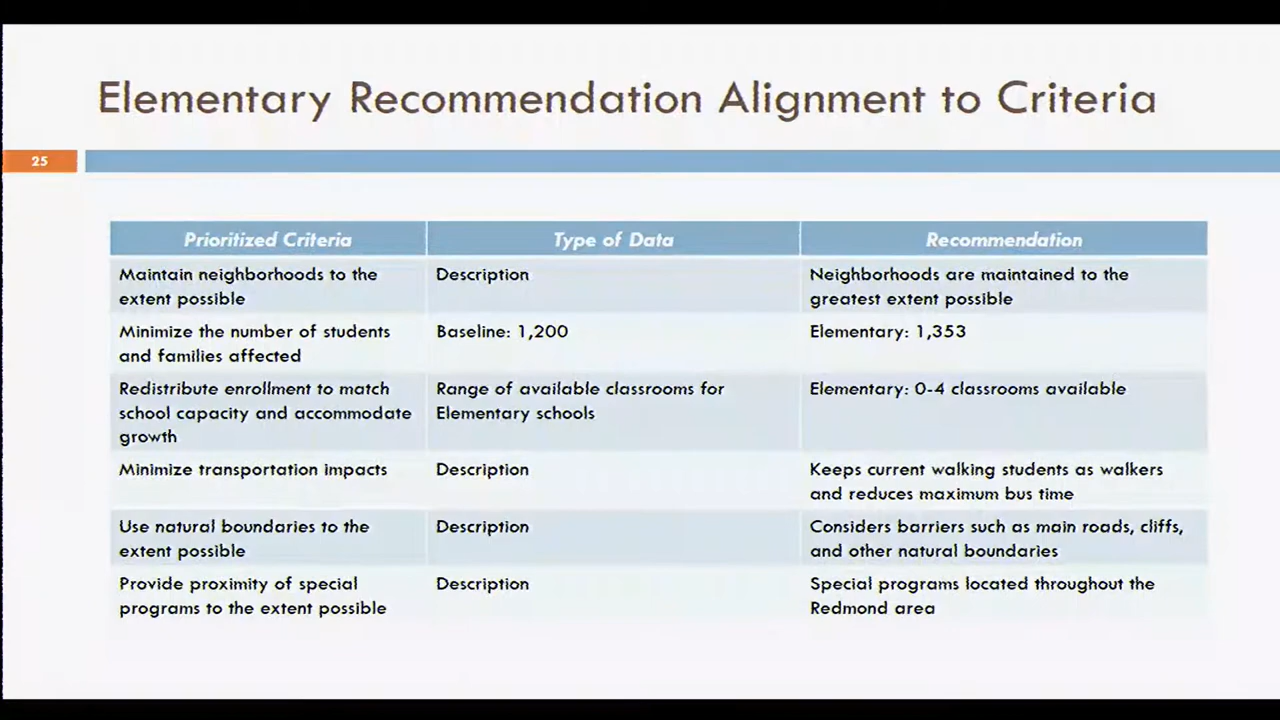 Elementary Recommendation Alignment to Criteria
25
Prioritized Criteria
Type of Data
Recommendation
Maintain neighborhoods to the
extent possible
Description
Neighborhoods are maintained to the
greatest extent possible
Minimize the number of students
and families affected
Baseline: 1,200
Elementary: 1,353
Redistribute enrollment to match
school capacity and accommodate
growth
Range of available classrooms for
Elementary schools
Elementary: 0-4 classrooms available
Minimize transportation impacts
Description
Keeps current walking students as walkers
and reduces maximum bus time
Use natural boundaries to the
extent possible
Description
Considers barriers such as main roads, cliffs,
and other natural boundaries
Provide proximity of special
programs to the extent possible
Description
Special programs located throughout the
Redmond area